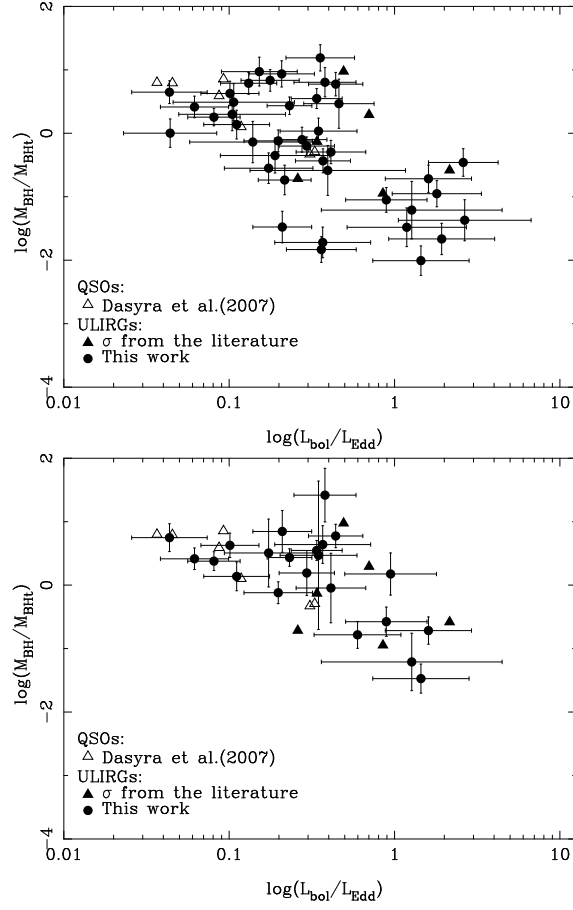 2
0
−2
−4
log(M_BH/M_BHt)
QSOs:
△ Dasyra et al.(2007)
ULIRGs:
▲ σ from the literature
● This work
0.01 0.1 1 10
log(L_bol/L_Edd)
2
0
−2
−4
log(M_BH/M_BHt)
QSOs:
△ Dasyra et al.(2007)
ULIRGs:
▲ σ from the literature
● This work
0.01 0.1 1 10
log(L_bol/L_Edd)